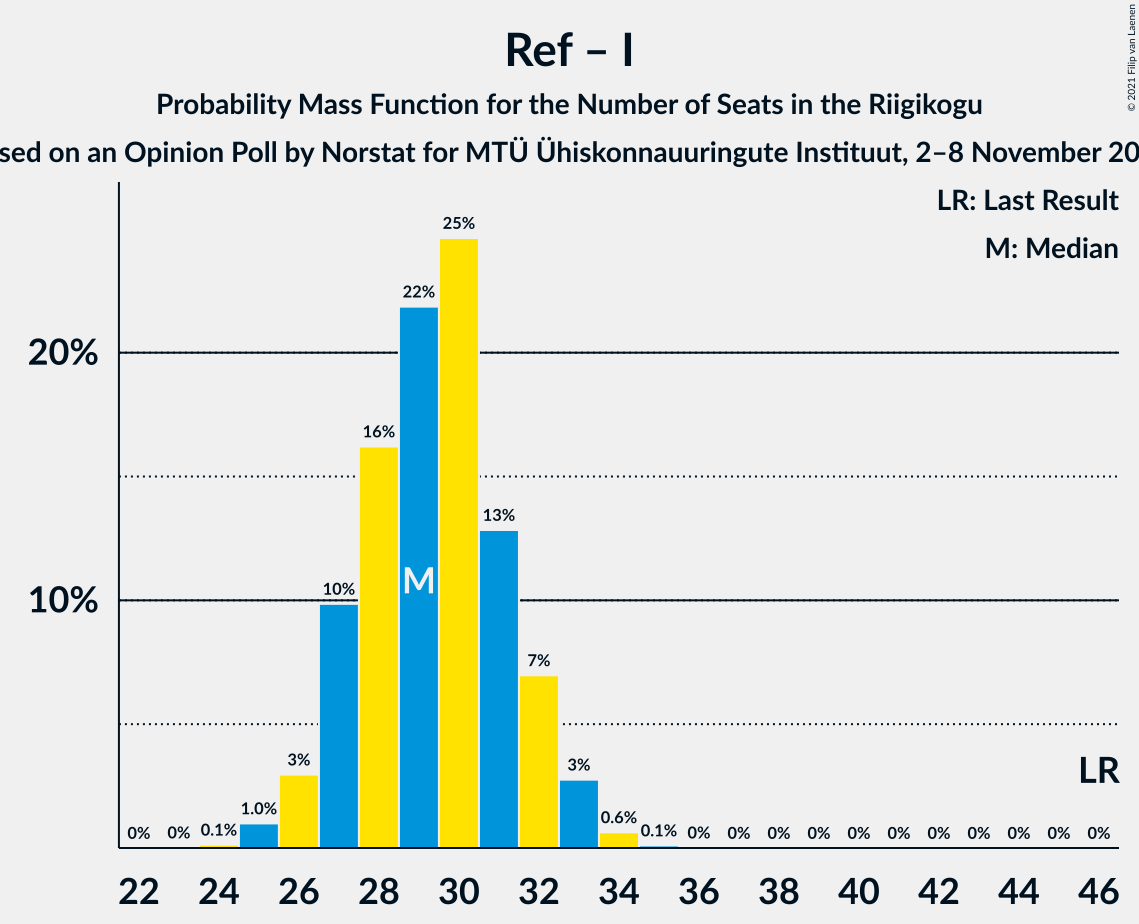 Ref – I
Probability Mass Function for the Number of Seats in the Riigikogu
sed on an Opinion Poll by Norstat for MTÜ Ühiskonnauuringute Instituut, 2–8 November 20
© 2021 Filip van Laenen
LR: Last Result
M: Median
25%
22%
20%
16%
13%
M
10%
10%
7%
3%
3%
LR
0% 0% 0.1% 1.0% 0.6% 0.1% 0% 0% 0% 0% 0% 0% 0% 0% 0% 0% 0%
22 24 26 28 30 32 34 36 38 40 42 44 46